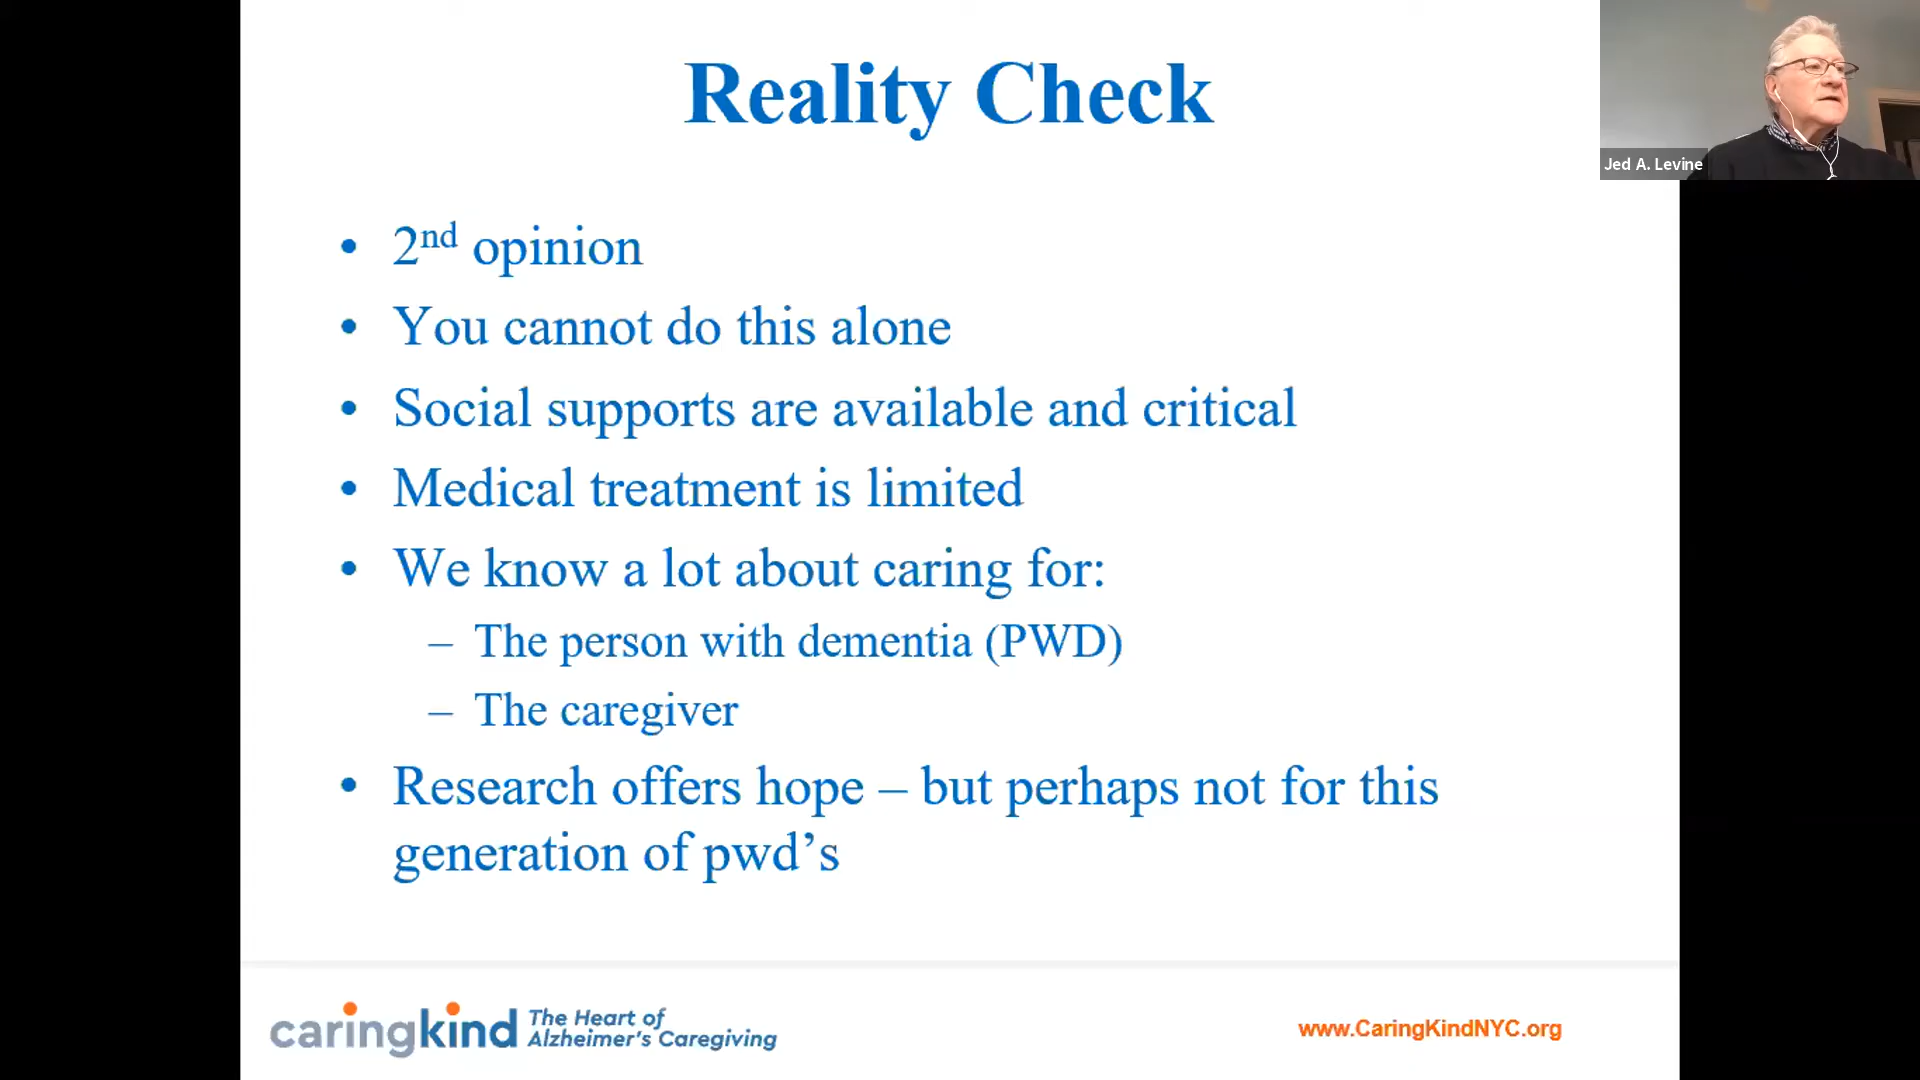 Reality Check
Jed A. Levine
• 2nd opinion
• You cannot do this alone
• Social supports are available and critical
• Medical treatment is limited
• We know a lot about caring for:
– The person with dementia (PWD)
– The caregiver
• Research offers hope – but perhaps not for this
generation of pwd’s
caringkind
The Heart of
Alzheimer's Caregiving
www.CaringKindNYC.org